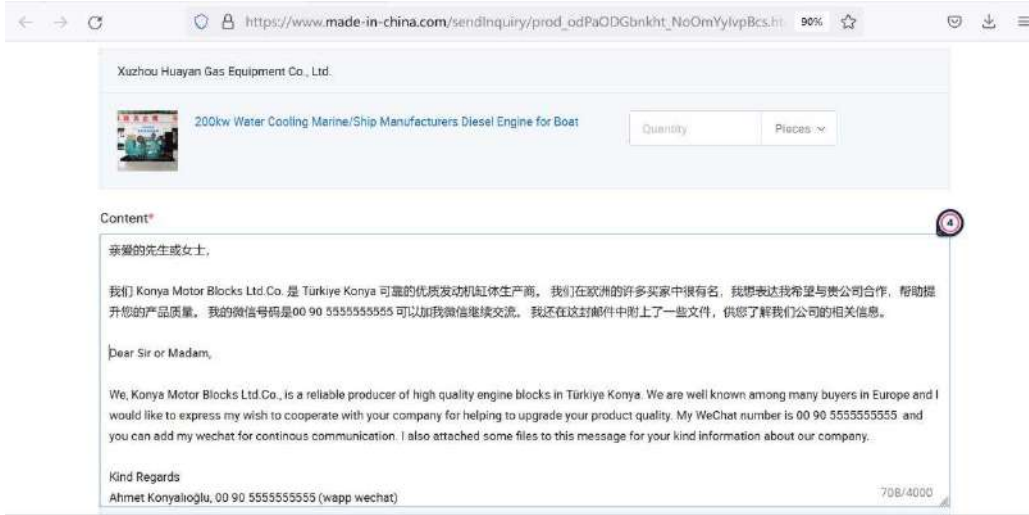 https://www.made-in-china.com/sendInquiry/prod_odPaODGbnkht_NoOmYyIvpBcs.ht
90%
Xuzhou Huayan Gas Equipment Co., Ltd.
200kw Water Cooling Marine/Ship Manufacturers Diesel Engine for Boat
Quantity
Pieces
Content*
4
亲爱的先生或女士,
我们 Konya Motor Blocks Ltd.Co. 是 Türkiye Konya 可靠的优质发动机缸体生产商。 我们在欧洲的许多买家中很有名，我想表达我希望与贵公司合作，帮助提
升您的产品质量。 我的微信号码是00 90 5555555555 可以加我微信继续交流。 我还在这封邮件中附上了一些文件，供您了解我们公司的相关信息。
Dear Sir or Madam,
We, Konya Motor Blocks Ltd.Co., is a reliable producer of high quality engine blocks in Türkiye Konya. We are well known among many buyers in Europe and I
would like to express my wish to cooperate with your company for helping to upgrade your product quality. My WeChat number is 00 90 5555555555 and
you can add my wechat for continous communication. I also attached some files to this message for your kind information about our company.
Kind Regards
Ahmet Konyalıoğlu, 00 90 5555555555 (wapp wechat)
708/4000